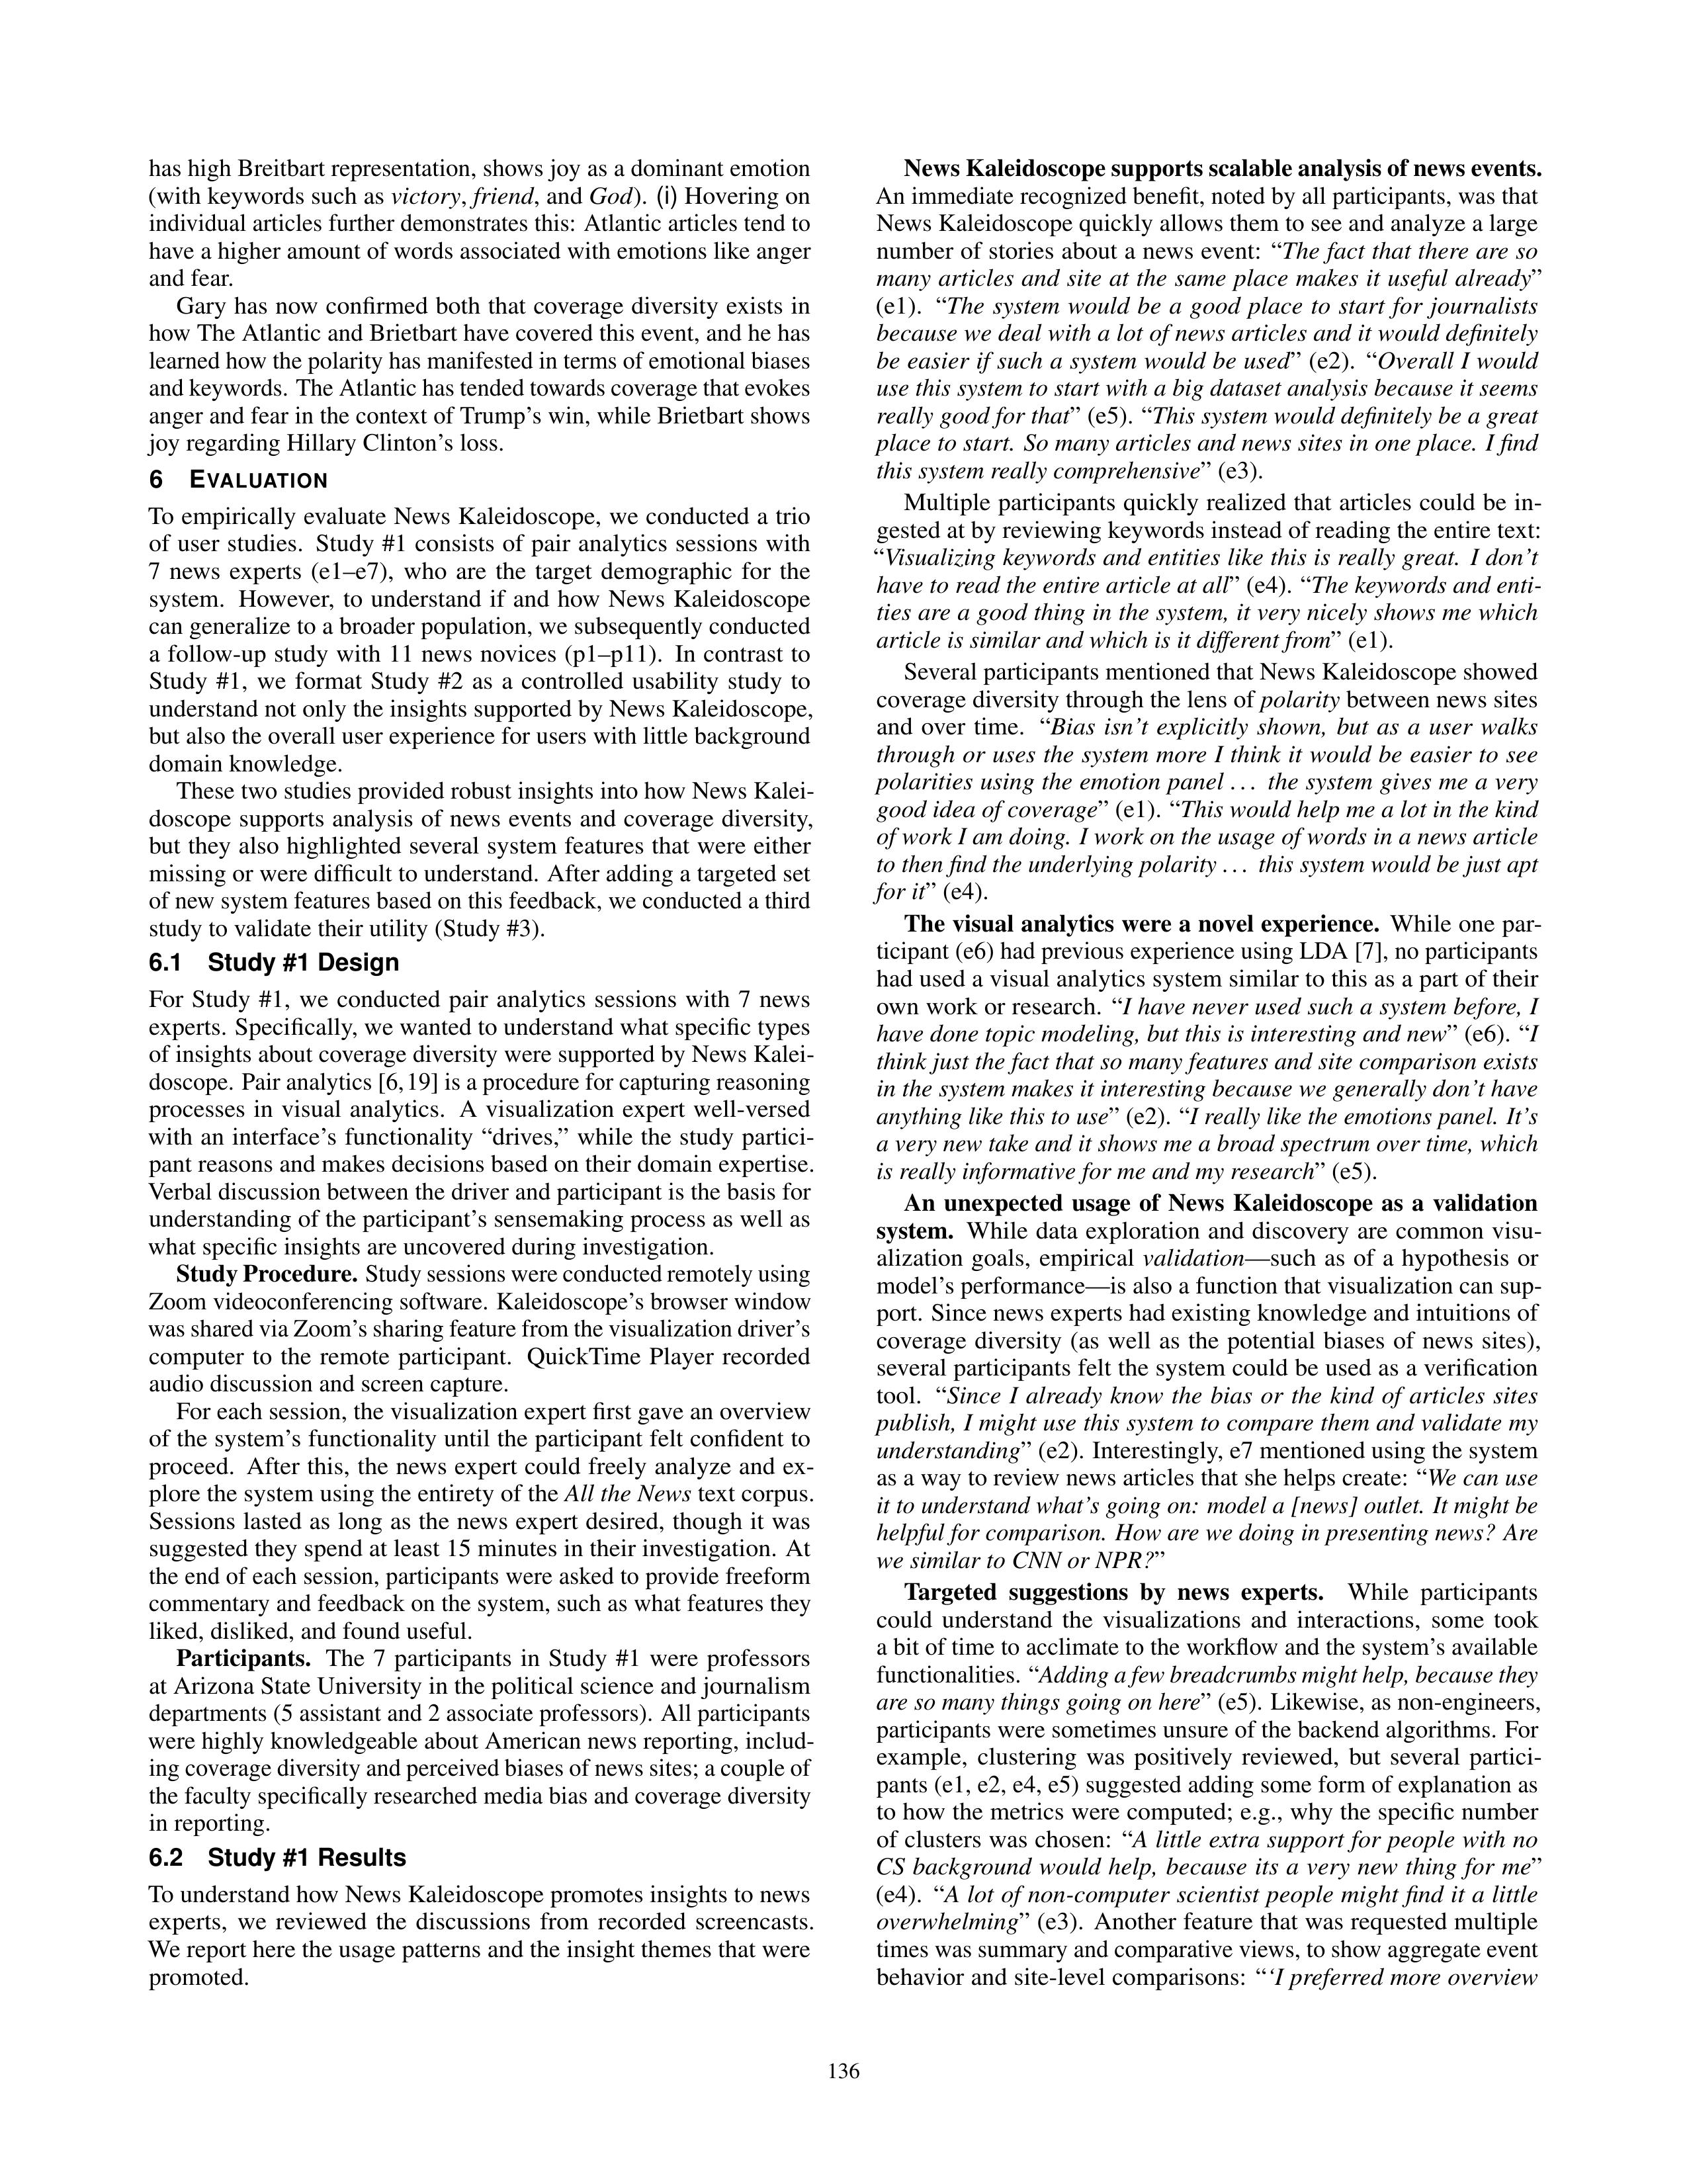 has high Breitbart representation, shows joy as a dominant emotion
(with keywords such as victory, friend, and God). (i) Hovering on
individual articles further demonstrates this: Atlantic articles tend to
have a higher amount of words associated with emotions like anger
and fear.
Gary has now confirmed both that coverage diversity exists in
how The Atlantic and Brietbart have covered this event, and he has
learned how the polarity has manifested in terms of emotional biases
and keywords. The Atlantic has tended towards coverage that evokes
anger and fear in the context of Trump's win, while Brietbart shows
joy regarding Hillary Clinton's loss.
6 EVALUATION
To empirically evaluate News Kaleidoscope, we conducted a trio
of user studies. Study #1 consists of pair analytics sessions with
7 news experts (e1–e7), who are the target demographic for the
system. However, to understand if and how News Kaleidoscope
can generalize to a broader population, we subsequently conducted
a follow-up study with 11 news novices (p1–p11). In contrast to
Study #1, we format Study #2 as a controlled usability study to
understand not only the insights supported by News Kaleidoscope,
but also the overall user experience for users with little background
domain knowledge.
These two studies provided robust insights into how News Kalei-
doscope supports analysis of news events and coverage diversity,
but they also highlighted several system features that were either
missing or were difficult to understand. After adding a targeted set
of new system features based on this feedback, we conducted a third
study to validate their utility (Study #3).
6.1 Study #1 Design
For Study #1, we conducted pair analytics sessions with 7 news
experts. Specifically, we wanted to understand what specific types
of insights about coverage diversity were supported by News Kalei-
doscope. Pair analytics [6,19] is a procedure for capturing reasoning
processes in visual analytics. A visualization expert well-versed
with an interface's functionality “drives,” while the study partici-
pant reasons and makes decisions based on their domain expertise.
Verbal discussion between the driver and participant is the basis for
understanding of the participant's sensemaking process as well as
what specific insights are uncovered during investigation.
Study Procedure. Study sessions were conducted remotely using
Zoom videoconferencing software. Kaleidoscope's browser window
was shared via Zoom's sharing feature from the visualization driver's
computer to the remote participant. QuickTime Player recorded
audio discussion and screen capture.
For each session, the visualization expert first gave an overview
of the system's functionality until the participant felt confident to
proceed. After this, the news expert could freely analyze and ex-
plore the system using the entirety of the All the News text corpus.
Sessions lasted as long as the news expert desired, though it was
suggested they spend at least 15 minutes in their investigation. At
the end of each session, participants were asked to provide freeform
commentary and feedback on the system, such as what features they
liked, disliked, and found useful.
Participants. The 7 participants in Study #1 were professors
at Arizona State University in the political science and journalism
departments (5 assistant and 2 associate professors). All participants
were highly knowledgeable about American news reporting, includ-
ing coverage diversity and perceived biases of news sites; a couple of
the faculty specifically researched media bias and coverage diversity
in reporting.
6.2 Study #1 Results
To understand how News Kaleidoscope promotes insights to news
experts, we reviewed the discussions from recorded screencasts.
We report here the usage patterns and the insight themes that were
promoted.
News Kaleidoscope supports scalable analysis of news events.
An immediate recognized benefit, noted by all participants, was that
News Kaleidoscope quickly allows them to see and analyze a large
number of stories about a news event: “The fact that there are so
many articles and site at the same place makes it useful already”
(e1). “The system would be a good place to start for journalists
because we deal with a lot of news articles and it would definitely
be easier if such a system would be used” (e2). “Overall I would
use this system to start with a big dataset analysis because it seems
really good for that” (e5). “This system would definitely be a great
place to start. So many articles and news sites in one place. I find
this system really comprehensive” (e3).
Multiple participants quickly realized that articles could be in-
gested at by reviewing keywords instead of reading the entire text:
“Visualizing keywords and entities like this is really great. I don't
have to read the entire article at all” (e4). “The keywords and enti-
ties are a good thing in the system, it very nicely shows me which
article is similar and which is it different from” (e1).
Several participants mentioned that News Kaleidoscope showed
coverage diversity through the lens of polarity between news sites
and over time. “Bias isn't explicitly shown, but as a user walks
through or uses the system more I think it would be easier to see
polarities using the emotion panel ... the system gives me a very
good idea of coverage” (e1). “This would help me a lot in the kind
of work I am doing. I work on the usage of words in a news article
to then find the underlying polarity ... this system would be just apt
for it” (e4).
The visual analytics were a novel experience. While one par-
ticipant (e6) had previous experience using LDA [7], no participants
had used a visual analytics system similar to this as a part of their
own work or research. “I have never used such a system before, I
have done topic modeling, but this is interesting and new” (e6). “I
think just the fact that so many features and site comparison exists
in the system makes it interesting because we generally don't have
anything like this to use” (e2). “I really like the emotions panel. It's
a very new take and it shows me a broad spectrum over time, which
is really informative for me and my research” (e5).
An unexpected usage of News Kaleidoscope as a validation
system. While data exploration and discovery are common visu-
alization goals, empirical validation—such as of a hypothesis or
model's performance—is also a function that visualization can sup-
port. Since news experts had existing knowledge and intuitions of
coverage diversity (as well as the potential biases of news sites),
several participants felt the system could be used as a verification
tool. “Since I already know the bias or the kind of articles sites
publish, I might use this system to compare them and validate my
understanding” (e2). Interestingly, e7 mentioned using the system
as a way to review news articles that she helps create: “We can use
it to understand what's going on: model a [news] outlet. It might be
helpful for comparison. How are we doing in presenting news? Are
we similar to CNN or NPR?”
Targeted suggestions by news experts. While participants
could understand the visualizations and interactions, some took
a bit of time to acclimate to the workflow and the system's available
functionalities. “Adding a few breadcrumbs might help, because they
are so many things going on here” (e5). Likewise, as non-engineers,
participants were sometimes unsure of the backend algorithms. For
example, clustering was positively reviewed, but several partici-
pants (e1, e2, e4, e5) suggested adding some form of explanation as
to how the metrics were computed; e.g., why the specific number
of clusters was chosen: “A little extra support for people with no
CS background would help, because its a very new thing for me”
(e4). “A lot of non-computer scientist people might find it a little
overwhelming” (e3). Another feature that was requested multiple
times was summary and comparative views, to show aggregate event
behavior and site-level comparisons: “‘I preferred more overview
136